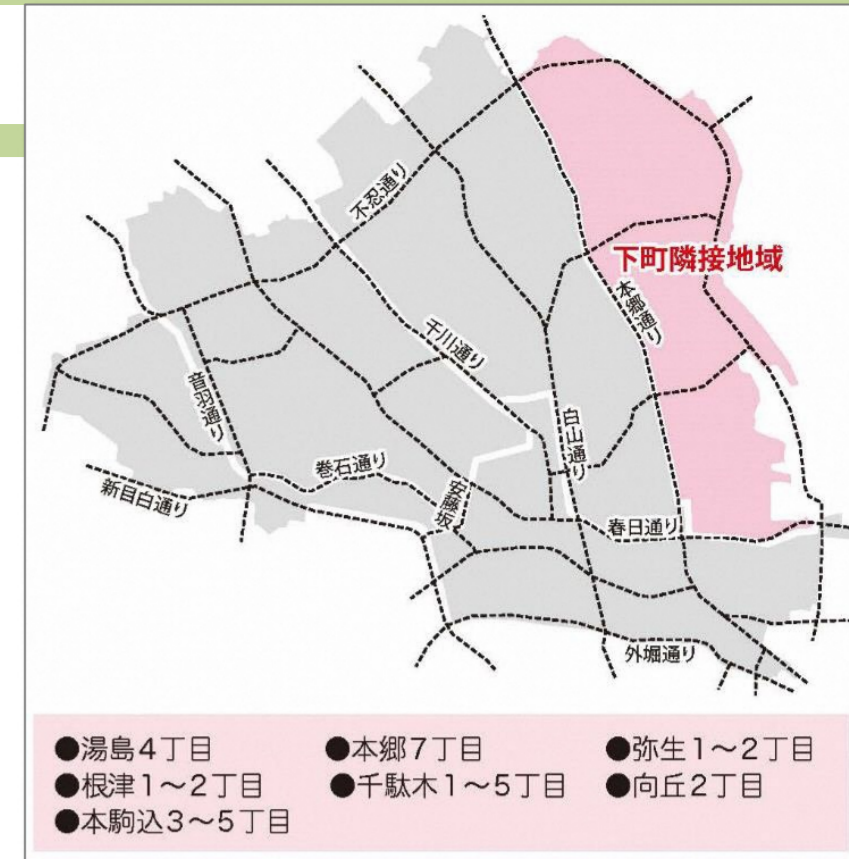 不忍通り
下町隣接地域
本郷通り
千川通り
音羽通り
白山通り
巻石通り
安藤坂
新目白通り
春日通り
外堀通り
●湯島4丁目 ●本郷7丁目 ●弥生1～2丁目
●根津1～2丁目 ●千駄木1～5丁目 ●向丘2丁目
●本駒込3～5丁目